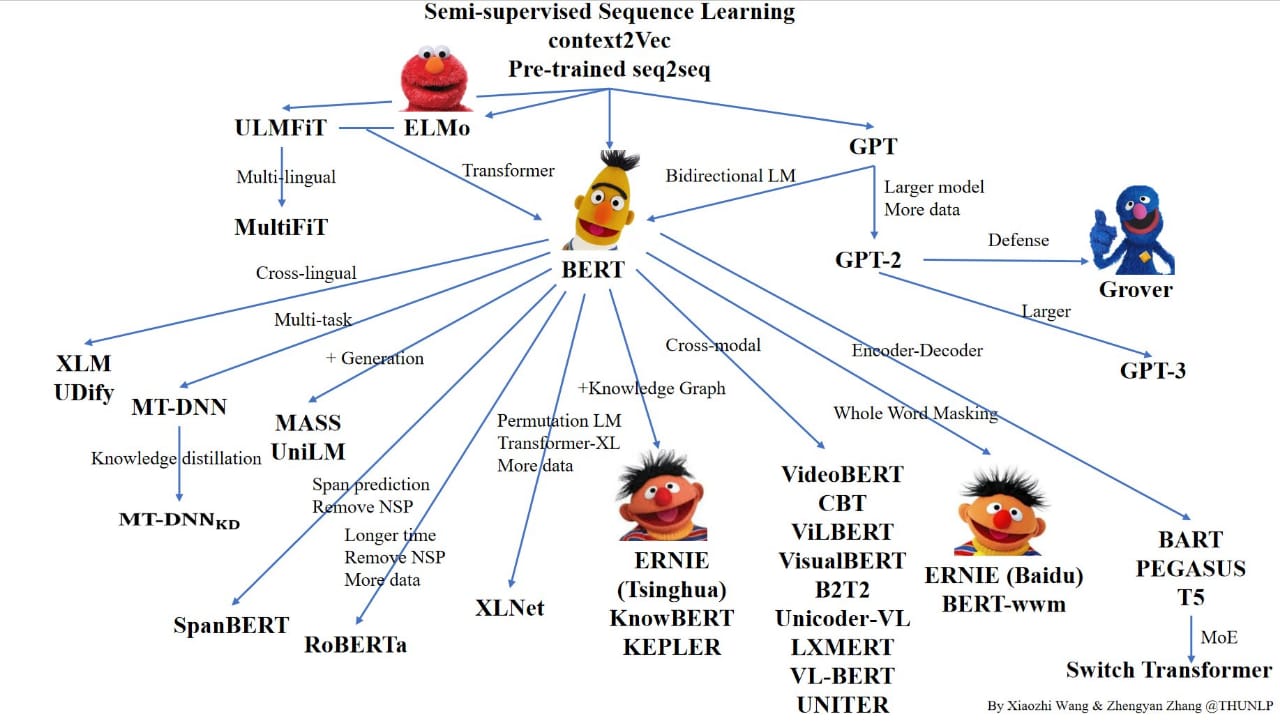 Semi-supervised Sequence Learning
context2Vec
Pre-trained seq2seq
ULMFiT
ELMo
GPT
Multi-lingual
Transformer
Bidirectional LM
Larger model
More data
MultiFiT
Defense
GPT-2
BERT
Grover
Cross-lingual
Larger
Multi-task
Cross-modal
Encoder-Decoder
+ Generation
XLM
UDify
GPT-3
+Knowledge Graph
MT-DNN
Whole Word Masking
MASS
UniLM
Permutation LM
Transformer-XL
More data
Knowledge distillation
VideoBERT
CBT
ViLBERT
VisualBERT
B2T2
Unicoder-VL
LXMERT
VL-BERT
UNITER
Span prediction
Remove NSP
MT-DNNKD
Longer time
Remove NSP
More data
BART
PEGASUS
T5
ERNIE
(Tsinghua)
KnowBERT
KEPLER
ERNIE (Baidu)
BERT-wwm
XLNet
SpanBERT
RoBERTa
MoE
Switch Transformer
By Xiaozhi Wang & Zhengyan Zhang @THUNLP